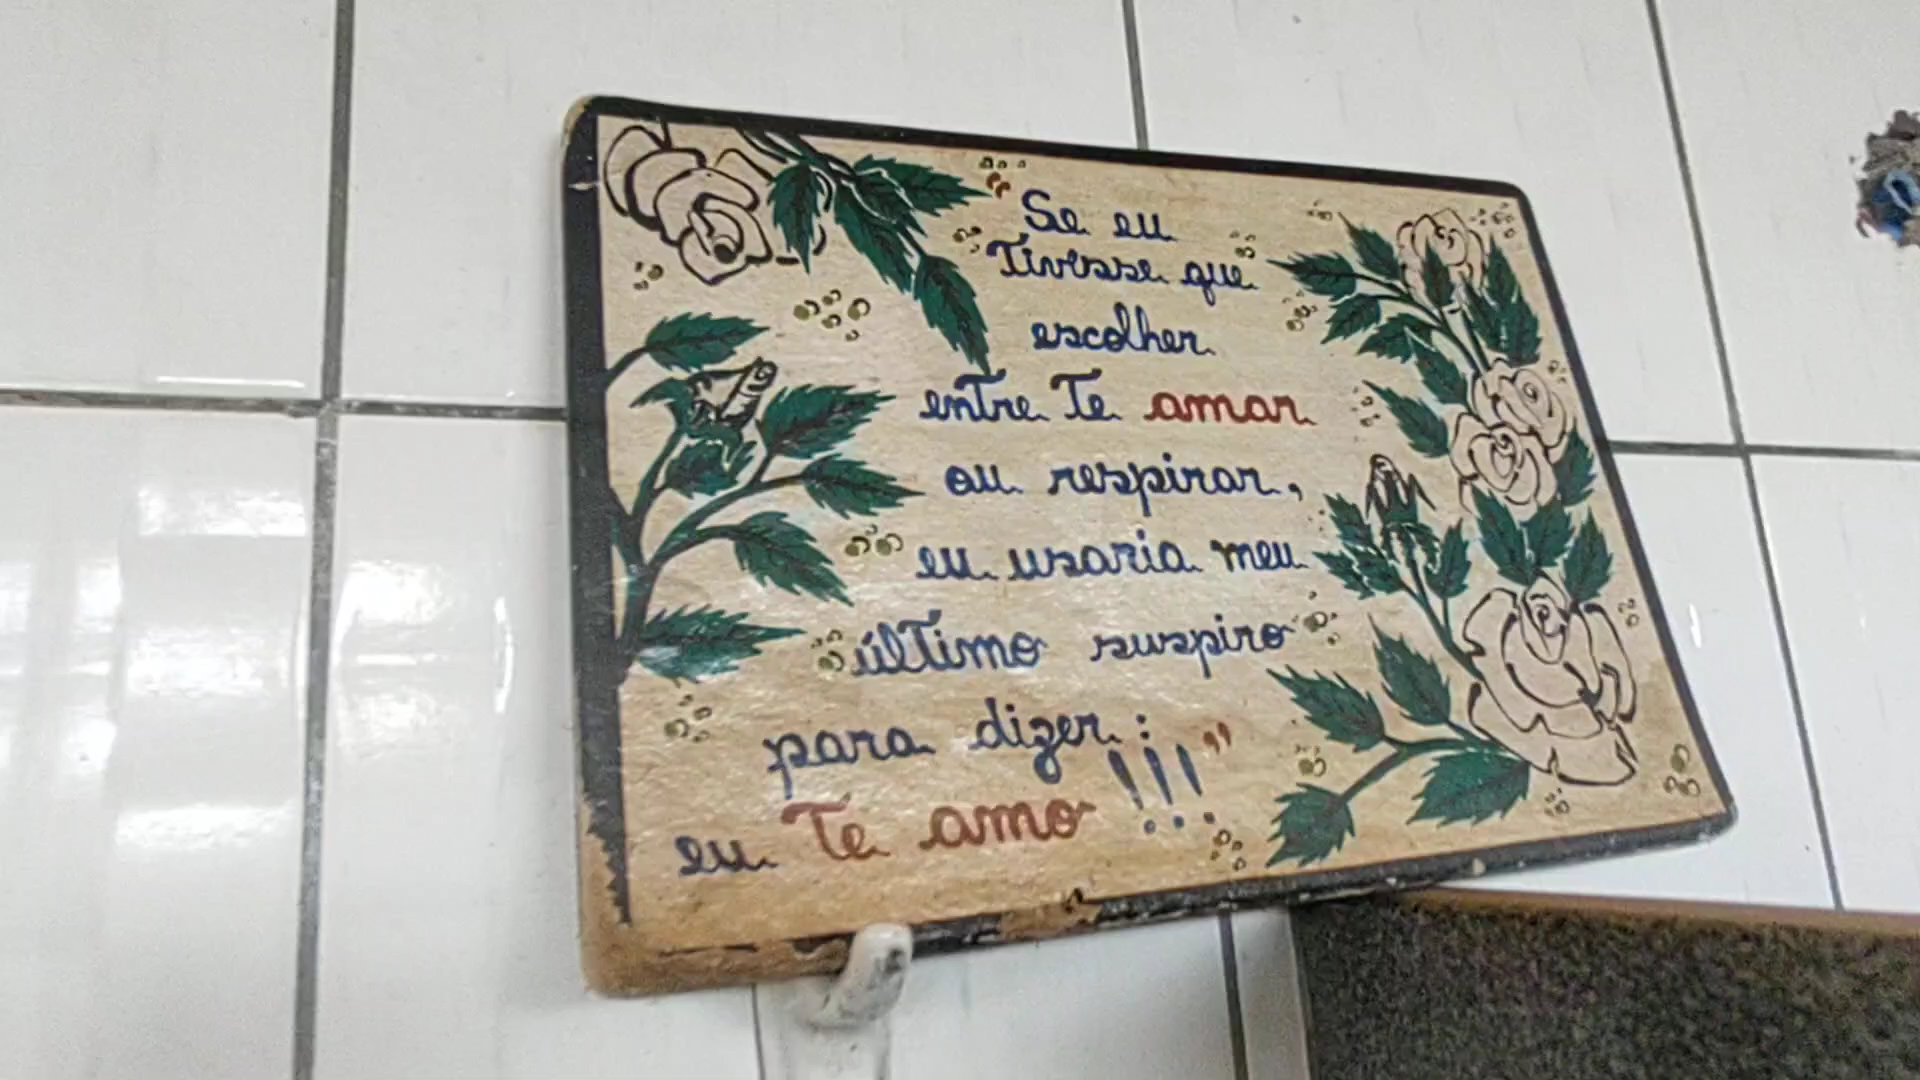 "Se eu
Tivesse que
escolher
entre Te amar
ou respirar,
eu usaria meu
último suspiro
para dizer:
eu Te amo!!!"